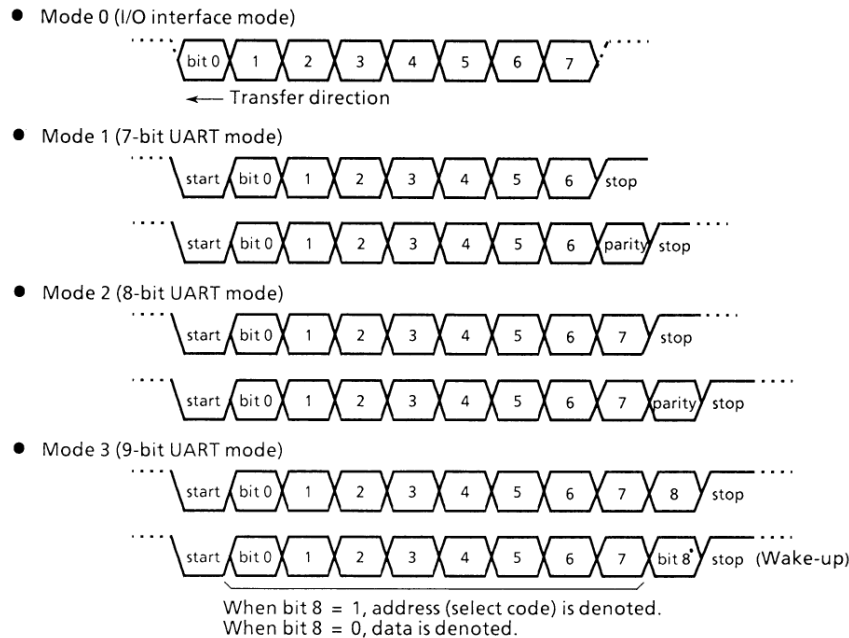 ● Mode 0 (I/O interface mode)
bit 0 1 2 3 4 5 6 7
← Transfer direction
● Mode 1 (7-bit UART mode)
start bit 0 1 2 3 4 5 6 stop
start bit 0 1 2 3 4 5 6 parity stop
● Mode 2 (8-bit UART mode)
start bit 0 1 2 3 4 5 6 7 stop
start bit 0 1 2 3 4 5 6 7 parity stop
● Mode 3 (9-bit UART mode)
start bit 0 1 2 3 4 5 6 7 8 stop
start bit 0 1 2 3 4 5 6 7 bit 8 stop (Wake-up)
When bit 8 = 1, address (select code) is denoted.
When bit 8 = 0, data is denoted.